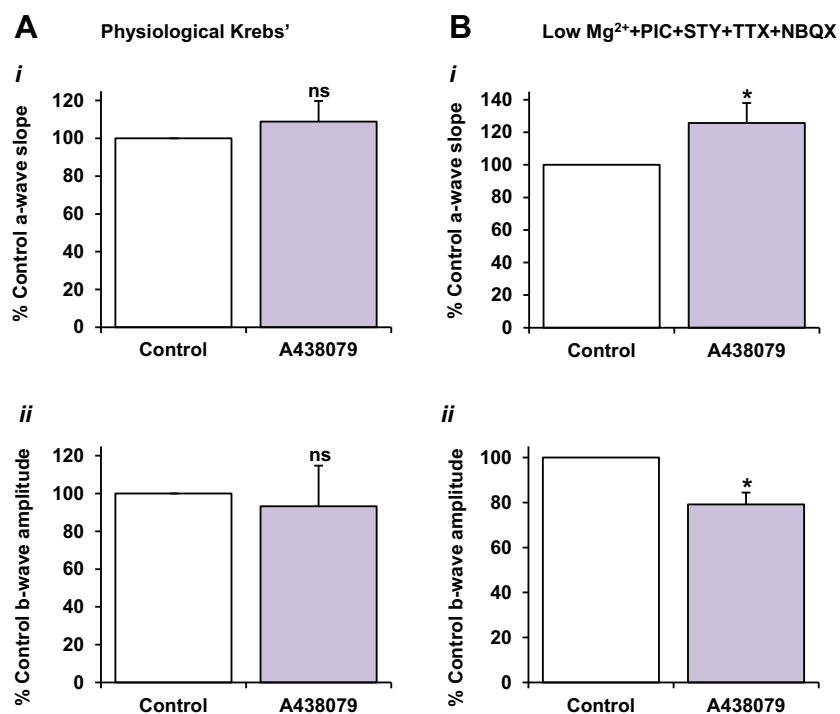 A Physiological Krebs’
i
% Control a-wave slope
120
100
80
60
40
20
0
ns
Control A438079
ii
% Control b-wave amplitude
120
100
80
60
40
20
0
ns
Control A438079
B Low Mg²⁺+PIC+STY+TTX+NBQX
i
% Control a-wave slope
140
120
100
80
60
40
20
0
*
Control A438079
ii
% Control b-wave amplitude
100
80
60
40
20
0
*
Control A438079